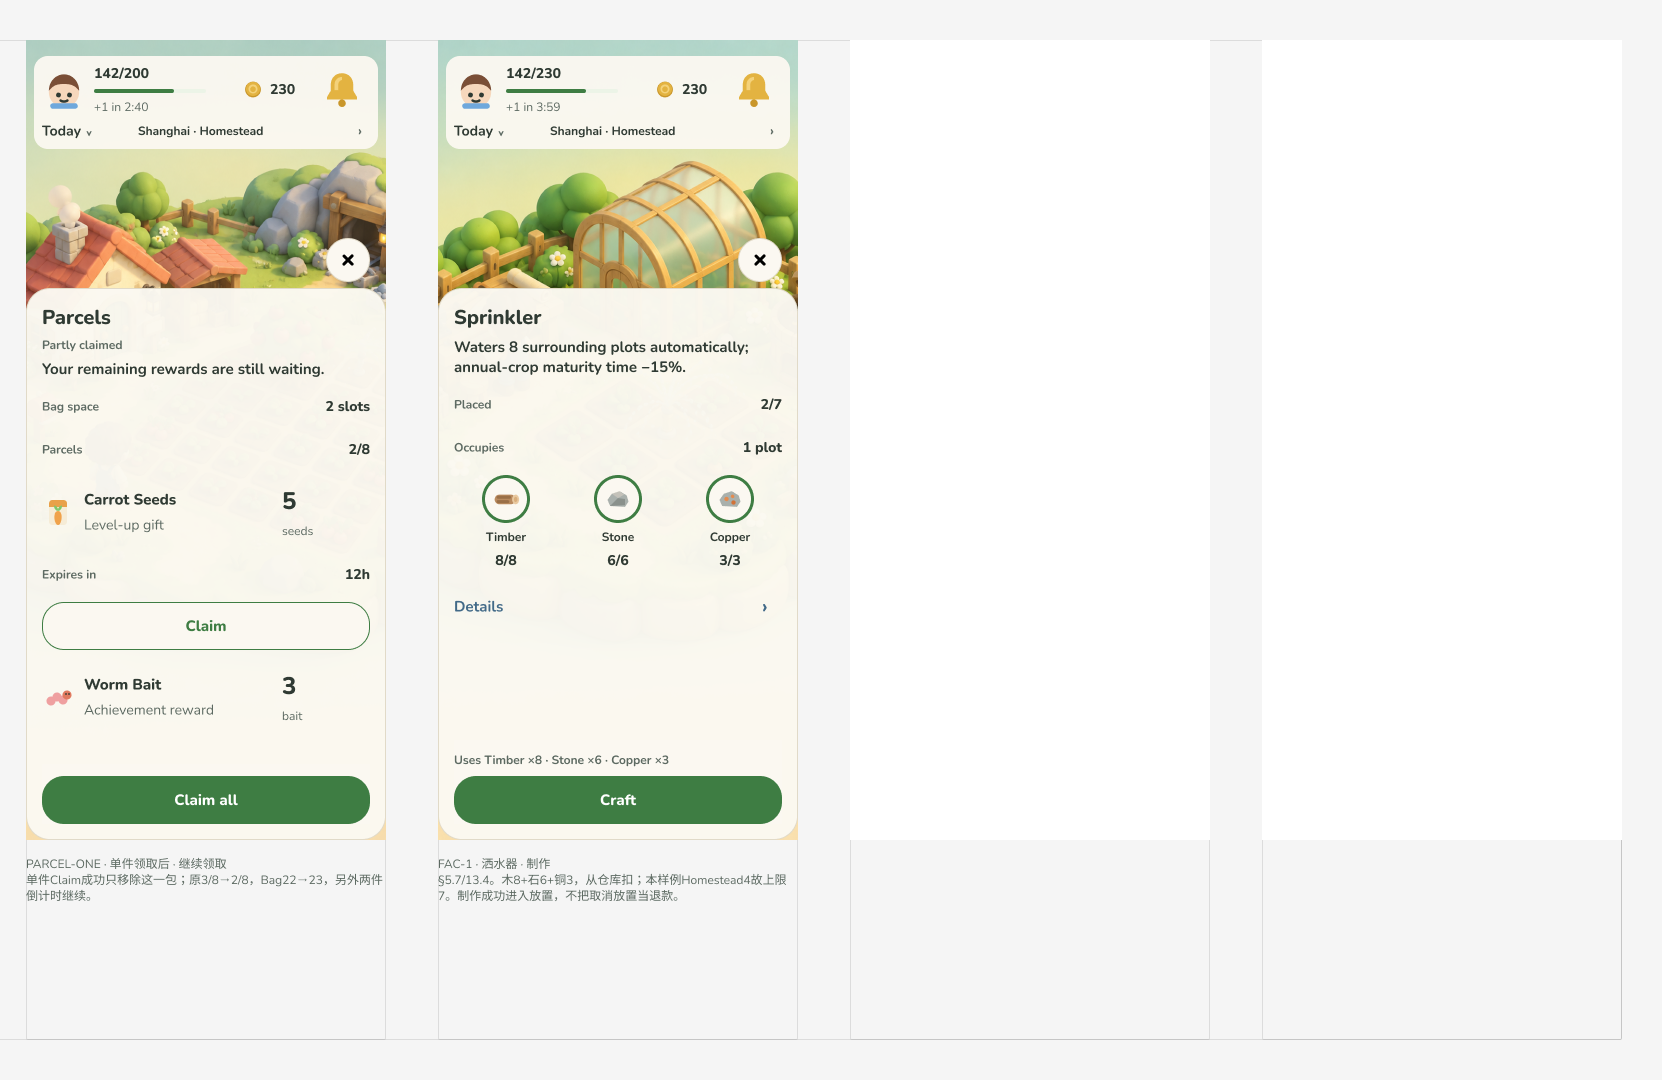 142/200
230
+1 in 2:40
Today ˅
Shanghai · Homestead
›
Parcels
Partly claimed
Your remaining rewards are still waiting.
Bag space
2 slots
Parcels
2/8
Carrot Seeds
5
Level-up gift
seeds
Expires in
12h
Claim
Worm Bait
3
Achievement reward
bait
Claim all
PARCEL-ONE · 单件领取后 · 继续领取
单件Claim成功只移除这一包；原3/8→2/8，Bag22→23，另外两件
倒计时继续。
142/230
230
+1 in 3:59
Today ˅
Shanghai · Homestead
›
Sprinkler
Waters 8 surrounding plots automatically;
annual-crop maturity time −15%.
Placed
2/7
Occupies
1 plot
Timber
Stone
Copper
8/8
6/6
3/3
Details
›
Uses Timber ×8 · Stone ×6 · Copper ×3
Craft
FAC-1 · 洒水器 · 制作
§5.7/13.4。木8+石6+铜3，从仓库扣；本样例Homestead4故上限
7。制作成功进入放置，不把取消放置当退款。